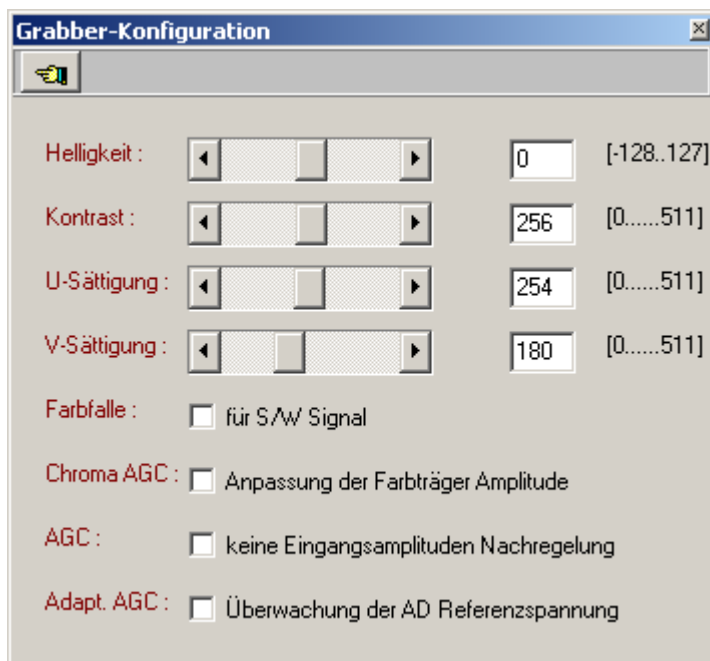 Grabber-Konfiguration
Helligkeit : 0 [-128..127]
Kontrast : 256 [0......511]
U-Sättigung : 254 [0......511]
V-Sättigung : 180 [0......511]
Farbfalle : für S/W Signal
Chroma AGC : Anpassung der Farbträger Amplitude
AGC : keine Eingangsamplituden Nachregelung
Adapt. AGC : Überwachung der AD Referenzspannung